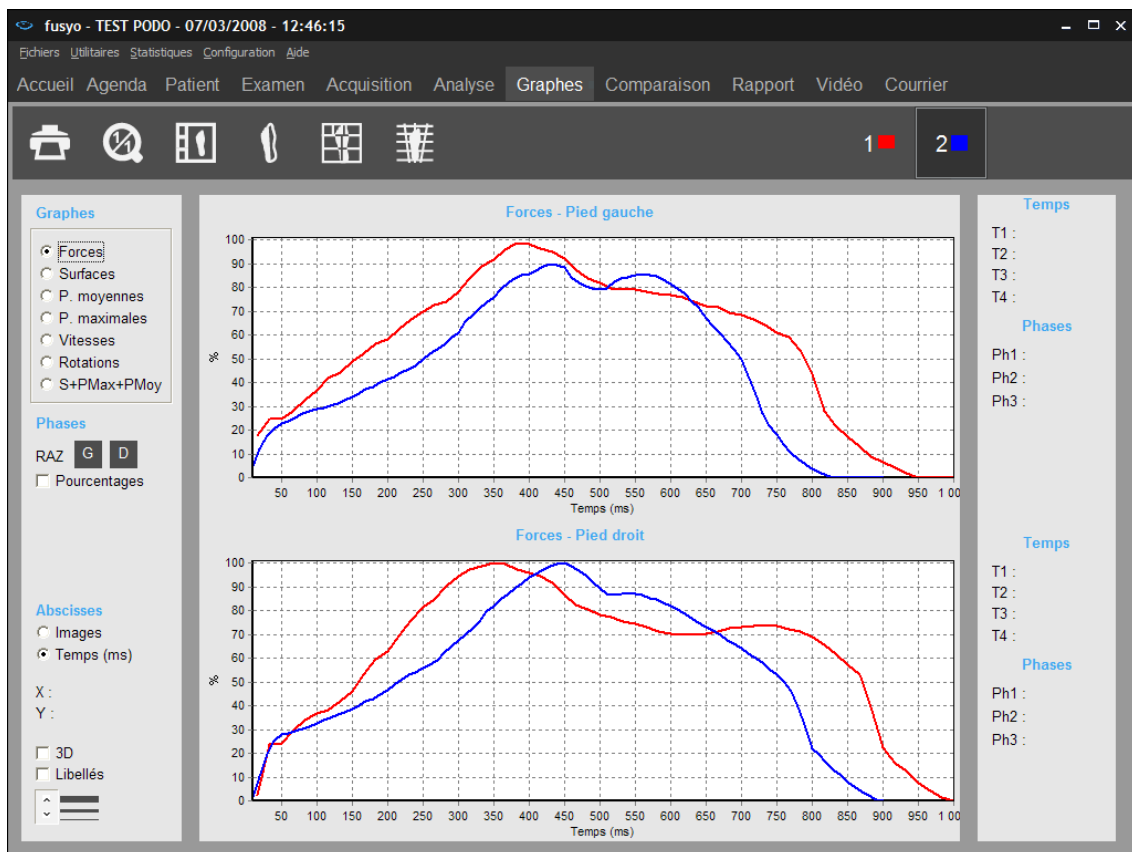 fusyo - TEST PODO - 07/03/2008 - 12:46:15
Fichiers Utilitaires Statistiques Configuration Aide
Accueil Agenda Patient Examen Acquisition Analyse Graphes Comparaison Rapport Vidéo Courrier
1/1
1 2
Graphes
Forces
Surfaces
P. moyennes
P. maximales
Vitesses
Rotations
S+PMax+PMoy
Phases
RAZ G D
Pourcentages
Abscisses
Images
Temps (ms)
X :
Y :
3D
Libellés
Forces - Pied gauche
100
90
80
70
60
50
40
30
20
10
0
%
50 100 150 200 250 300 350 400 450 500 550 600 650 700 750 800 850 900 950 1 00
Temps (ms)
Forces - Pied droit
100
90
80
70
60
50
40
30
20
10
0
%
50 100 150 200 250 300 350 400 450 500 550 600 650 700 750 800 850 900 950 1 00
Temps (ms)
Temps
T1 :
T2 :
T3 :
T4 :
Phases
Ph1 :
Ph2 :
Ph3 :
Temps
T1 :
T2 :
T3 :
T4 :
Phases
Ph1 :
Ph2 :
Ph3 :